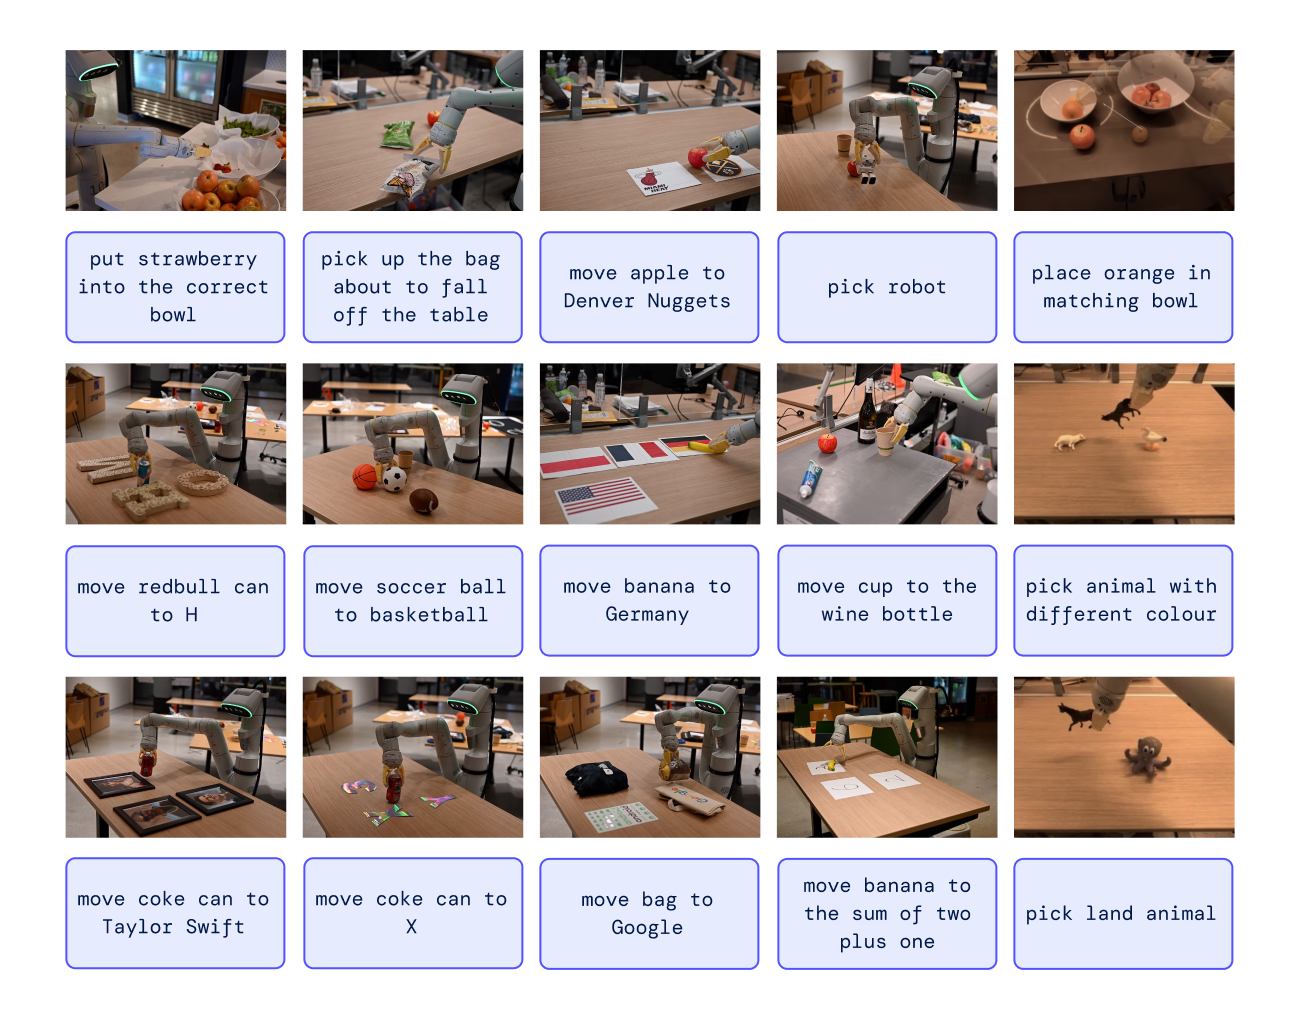 MIAMI
HEAT
put strawberry
into the correct
bowl
pick up the bag
about to fall
off the table
move apple to
Denver Nuggets
pick robot
place orange in
matching bowl
move redbull can
to H
move soccer ball
to basketball
move banana to
Germany
move cup to the
wine bottle
pick animal with
different colour
move coke can to
Taylor Swift
move coke can to
X
move bag to
Google
move banana to
the sum of two
plus one
pick land animal